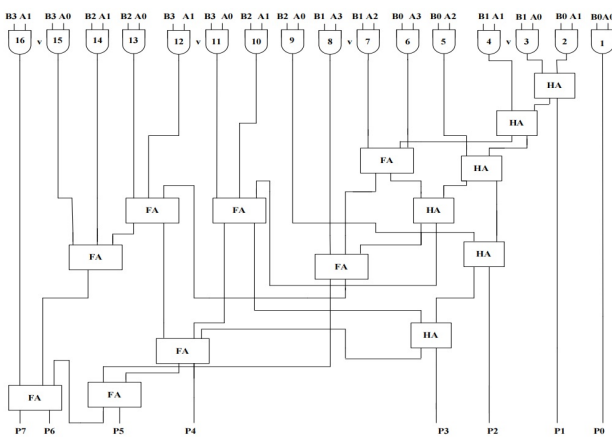 B3 A1 B3 A0 B2 A1 B2 A0 B3 A1 B3 A0 B2 A1 B2 A0 B1 A3 B1 A2 B0 A3 B0 A2 B1 A1 B1 A0 B0 A1 B0A0
16 v 15 14 13 12 v 11 10 9 8 v 7 6 5 4 v 3 2 1
HA
HA
FA HA
FA FA HA
FA FA HA
HA
FA
FA FA
P7 P6 P5 P4 P3 P2 P1 P0